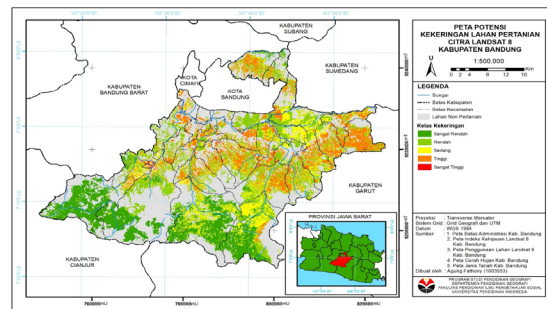 PETA POTENSI
KEKERINGAN LAHAN PERTANIAN
CITRA LANDSAT 8
KABUPATEN BANDUNG
1:500.000
0 2 4 8 12 16
Km
LEGENDA
Sungai
Batas Kabupaten
Batas Kecamatan
Lahan Non Pertanian
Kelas Kekeringan
Sangat Rendah
Rendah
Sedang
Tinggi
Sangat Tinggi
Proyeksi : Transverse Mercator
Sistem Grid : Grid Geografi dan UTM
Datum : WGS 1984
Sumber : 1. Peta Batas Administrasi Kab. Bandung
2. Peta Indeks Kehijauan Landsat 8
Kab. Bandung
3. Peta Penggunaan Lahan Landsat 8
Kab. Bandung
4. Peta Curah Hujan Kab. Bandung
5. Peta Jenis Tanah Kab. Bandung
Dibuat oleh : Agung Fathony
PROGRAM STUDI PENDIDIKAN GEOGRAFI
DEPARTEMEN PENDIDIKAN GEOGRAFI
FAKULTAS PENDIDIKAN ILMU PENGETAHUAN SOSIAL
UNIVERSITAS PENDIDIKAN INDONESIA
KABUPATEN
SUBANG
KABUPATEN
SUMEDANG
KOTA
CIMAHI
KOTA
BANDUNG
KABUPATEN
BANDUNG BARAT
KABUPATEN
GARUT
KABUPATEN
CIANJUR
PROVINSI JAWA BARAT